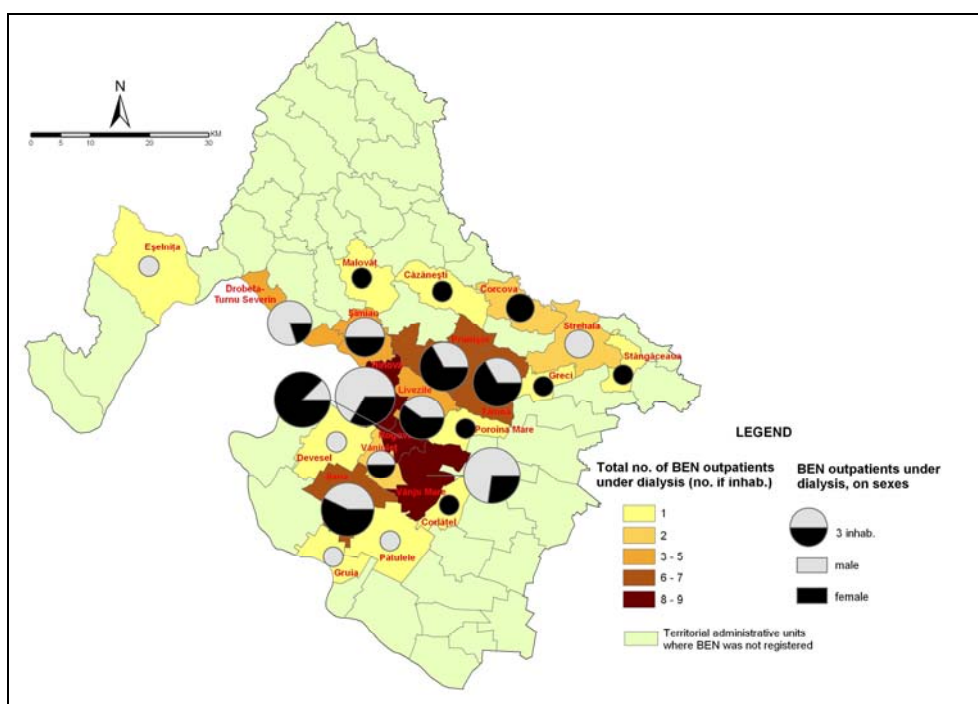 N
KM
0 5 10 20 30
Eșelnița
Malovăț
Căzănești
Drobeta-
Turnu Severin
Corcova
Șimian
Strehaia
Prunișor
Stângăceaua
Greci
Livezile
Tâmna
Poroina Mare
Devesel
Vânjuleț
Vânju Mare
Corlățel
Pătulele
Gruia
LEGEND
Total no. of BEN outpatients
under dialysis (no. if inhab.)
1
2
3 - 5
6 - 7
8 - 9
Territorial administrative units
where BEN was not registered
BEN outpatients under
dialysis, on sexes
3 inhab.
male
female